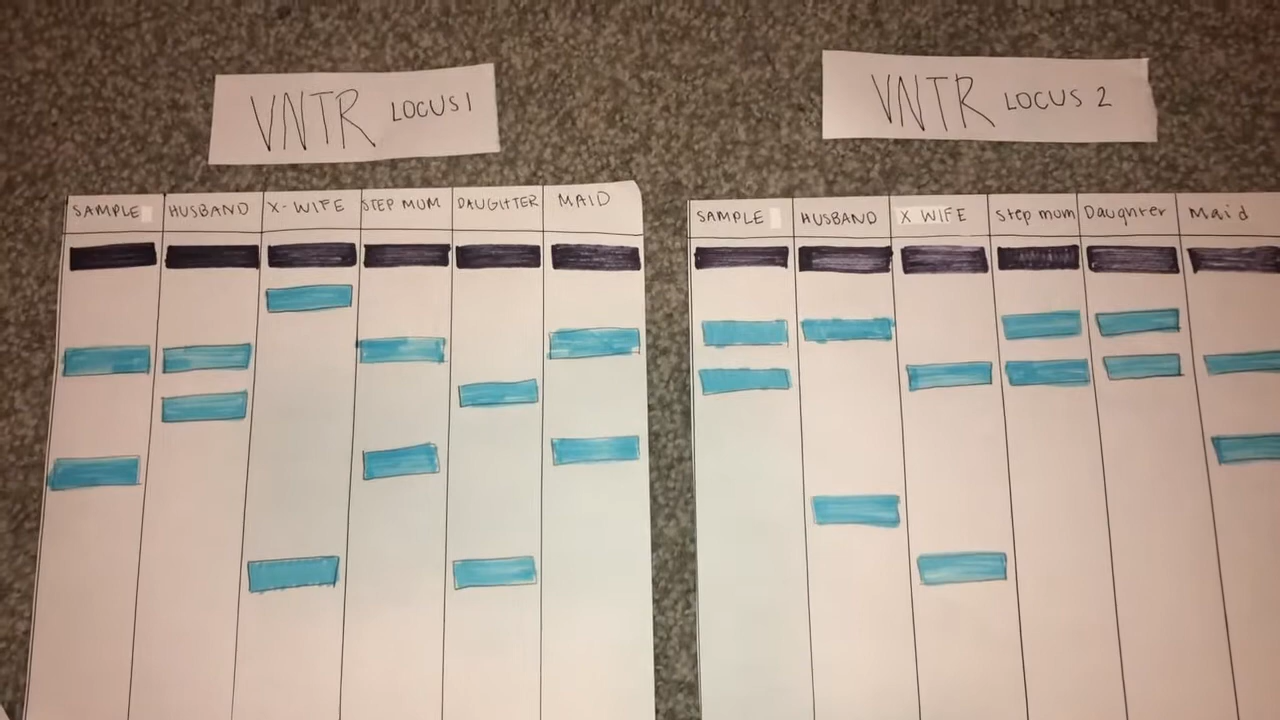 VNTR LOCUS 1
VNTR LOCUS 2
SAMPLE HUSBAND X-WIFE STEP MUM DAUGHTER MAID
SAMPLE HUSBAND X WIFE Step mom Daughter Maid